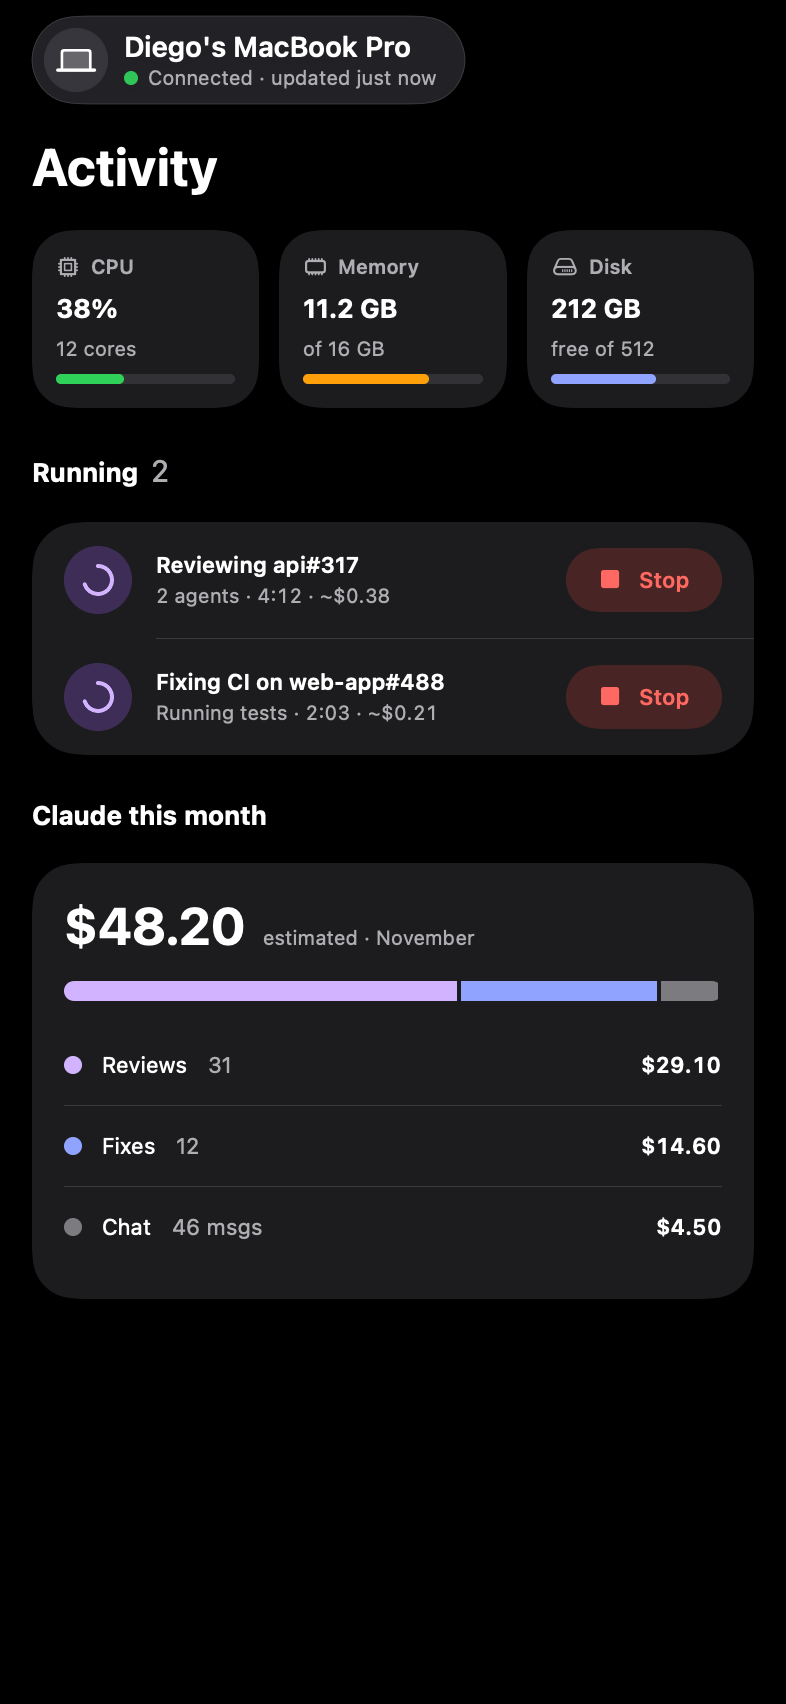 Diego's MacBook Pro
Connected · updated just now
Activity
CPU
38%
12 cores
Memory
11.2 GB
of 16 GB
Disk
212 GB
free of 512
Running 2
Reviewing api#317
2 agents · 4:12 · ~$0.38
Stop
Fixing CI on web-app#488
Running tests · 2:03 · ~$0.21
Stop
Claude this month
$48.20 estimated · November
Reviews 31 $29.10
Fixes 12 $14.60
Chat 46 msgs $4.50